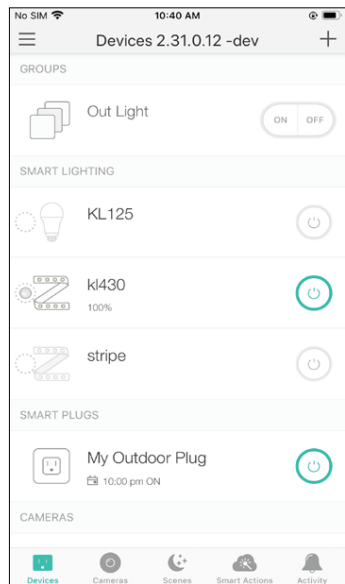 No SIM 10:40 AM
Devices 2.31.0.12 -dev
GROUPS
Out Light
ON OFF
SMART LIGHTING
KL125
kl430
100%
stripe
SMART PLUGS
My Outdoor Plug
10:00 pm ON
CAMERAS
Devices Cameras Scenes Smart Actions Activity